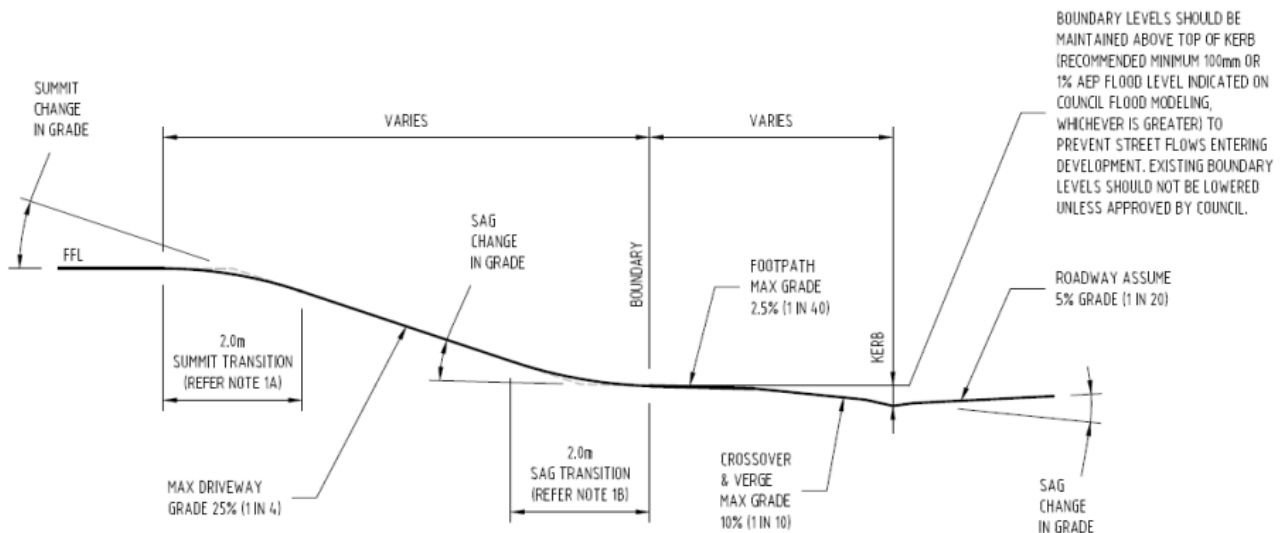 BOUNDARY LEVELS SHOULD BE
MAINTAINED ABOVE TOP OF KERB
(RECOMMENDED MINIMUM 100mm OR
1% AEP FLOOD LEVEL INDICATED ON
COUNCIL FLOOD MODELING,
WHICHEVER IS GREATER) TO
PREVENT STREET FLOWS ENTERING
DEVELOPMENT. EXISTING BOUNDARY
LEVELS SHOULD NOT BE LOWERED
UNLESS APPROVED BY COUNCIL.
SUMMIT
CHANGE
IN GRADE
VARIES
VARIES
SAG
CHANGE
IN GRADE
BOUNDARY
FFL
FOOTPATH
MAX GRADE
2.5% (1 IN 40)
ROADWAY ASSUME
5% GRADE (1 IN 20)
KERB
2.0m
SUMMIT TRANSITION
(REFER NOTE 1A)
2.0m
SAG TRANSITION
(REFER NOTE 1B)
MAX DRIVEWAY
GRADE 25% (1 IN 4)
CROSSOVER
& VERGE
MAX GRADE
10% (1 IN 10)
SAG
CHANGE
IN GRADE